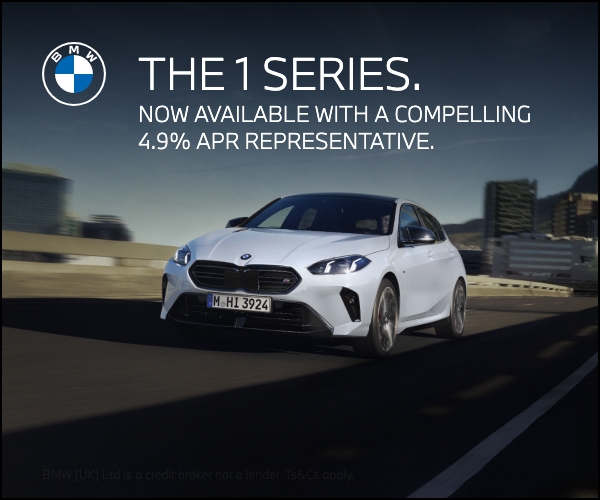 BMW
THE 1 SERIES.
NOW AVAILABLE WITH A COMPELLING
4.9% APR REPRESENTATIVE.
M HI 3924
BMW (UK) Ltd is a credit broker not a lender. Ts&Cs apply.